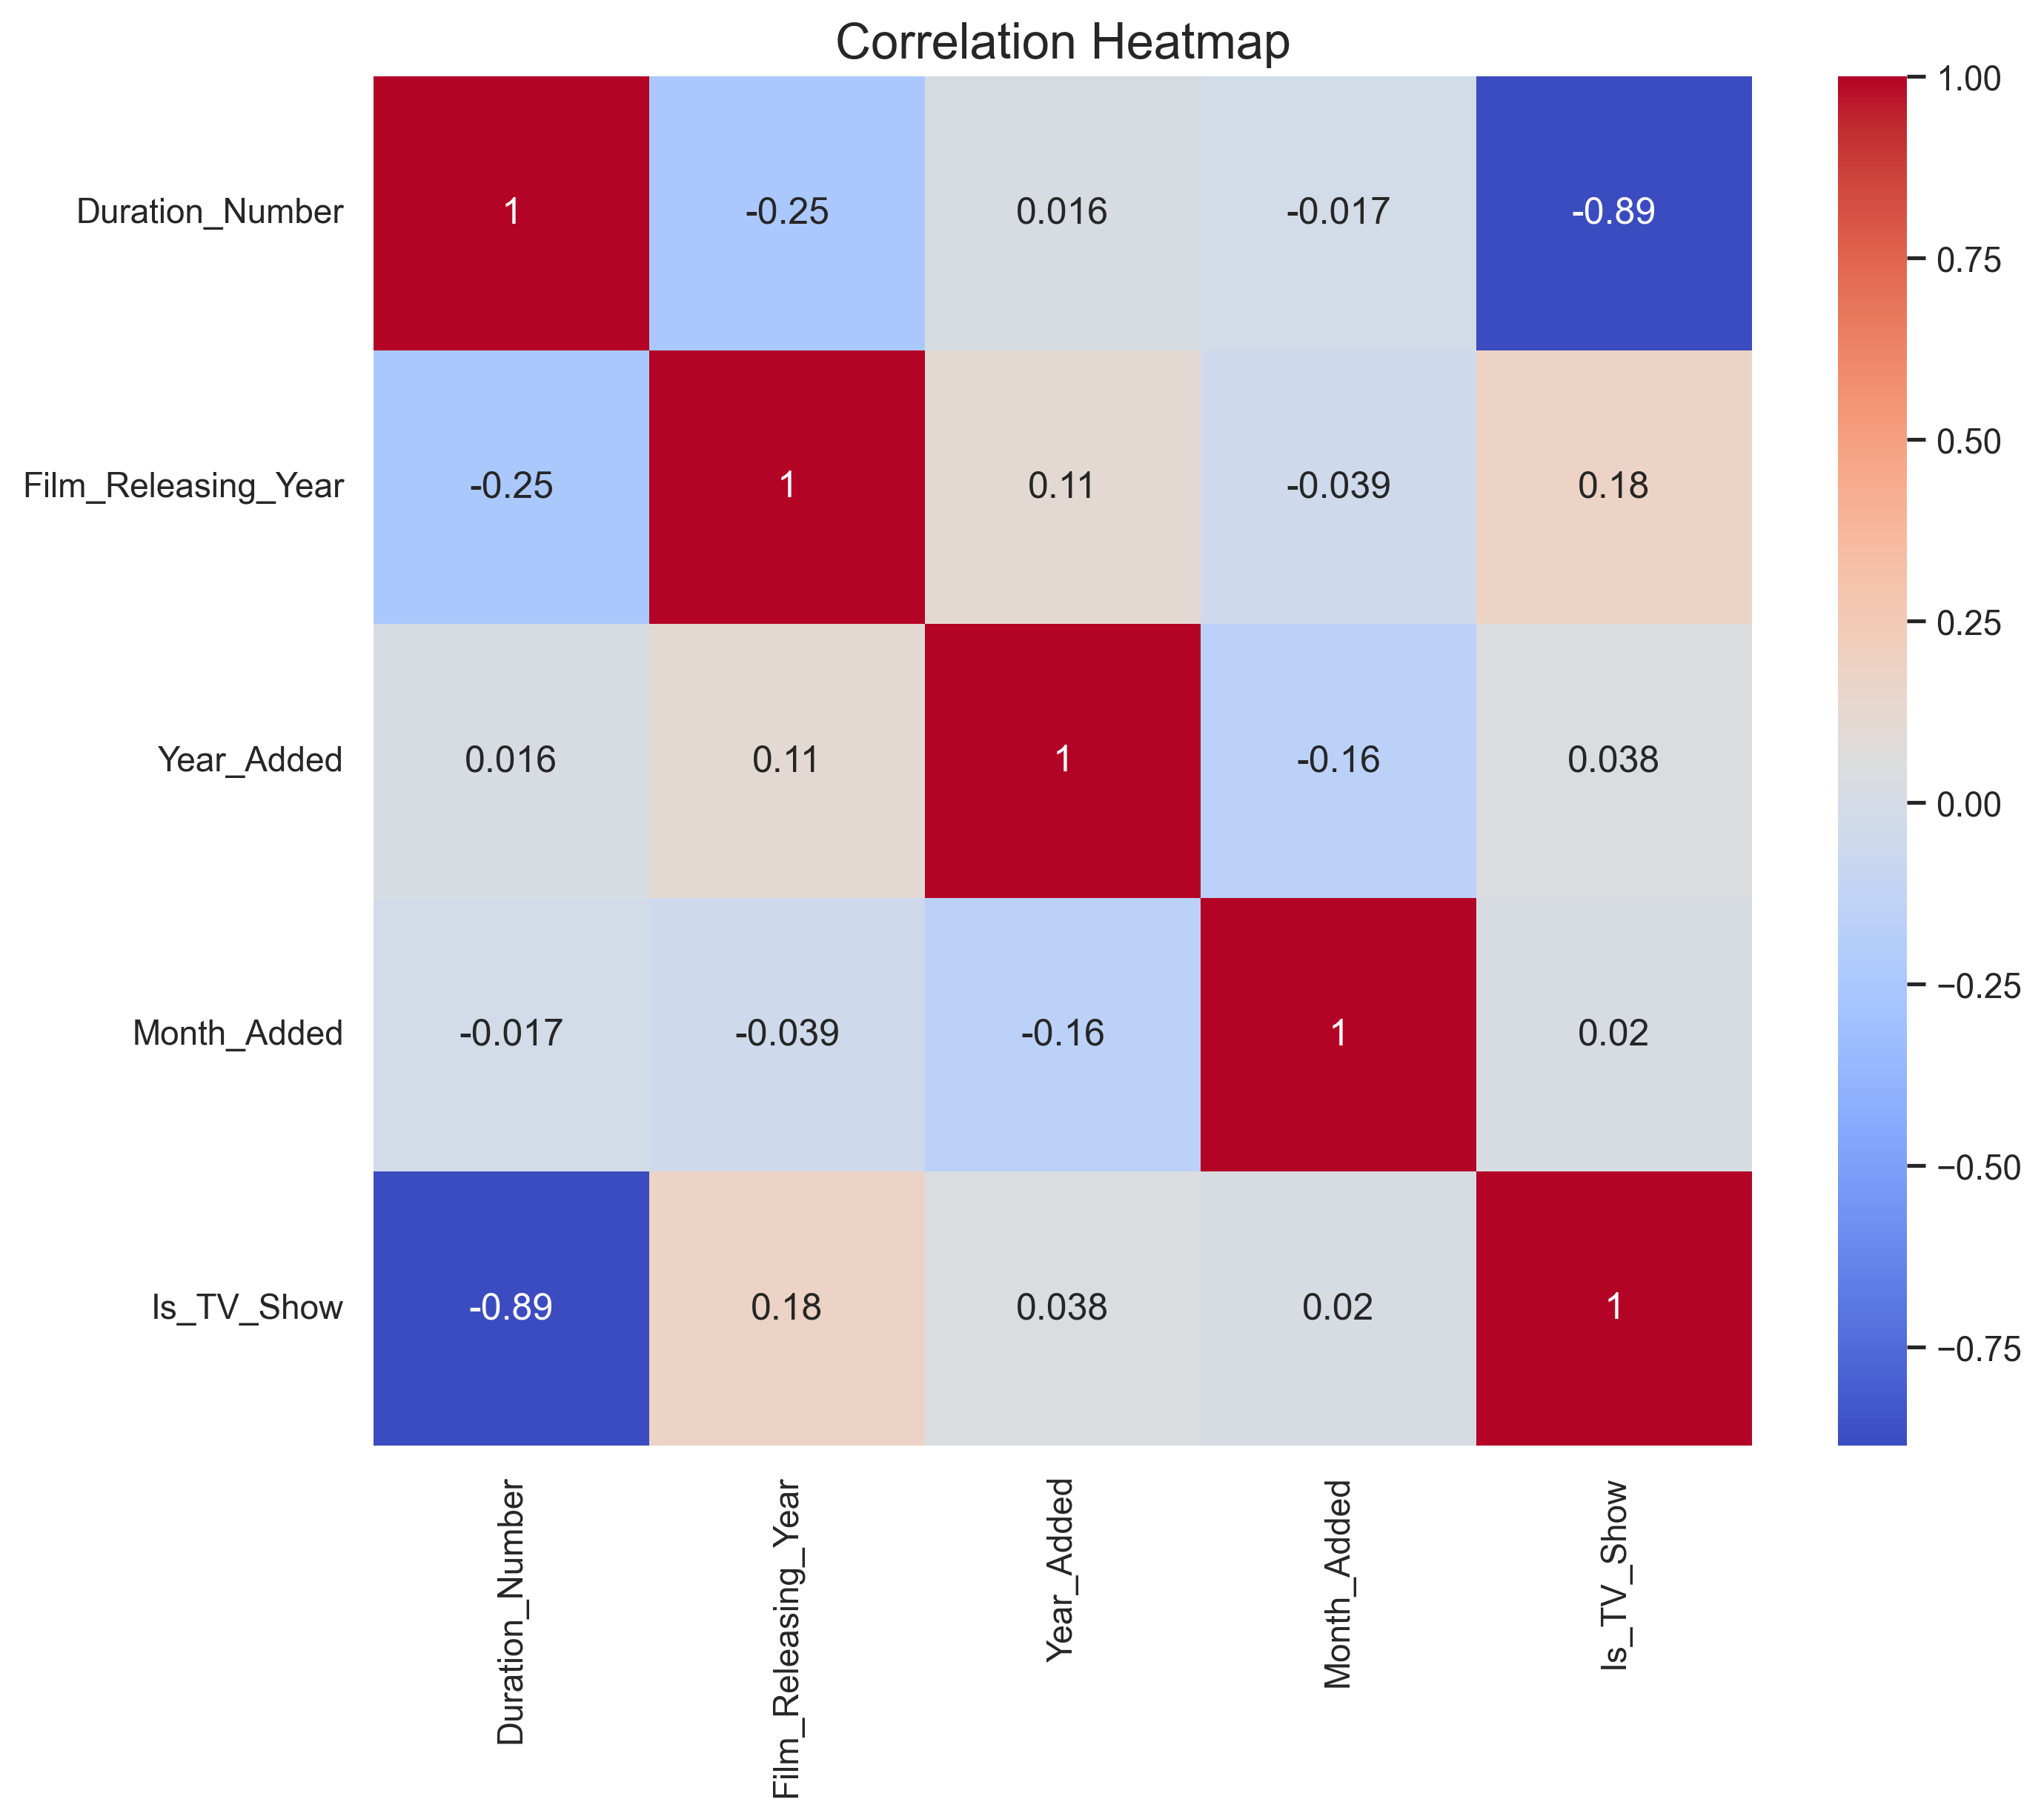 Correlation Heatmap
Duration_Number 1 -0.25 0.016 -0.017 -0.89
Film_Releasing_Year -0.25 1 0.11 -0.039 0.18
Year_Added 0.016 0.11 1 -0.16 0.038
Month_Added -0.017 -0.039 -0.16 1 0.02
Is_TV_Show -0.89 0.18 0.038 0.02 1
Duration_Number
Film_Releasing_Year
Year_Added
Month_Added
Is_TV_Show
1.00
0.75
0.50
0.25
0.00
−0.25
−0.50
−0.75